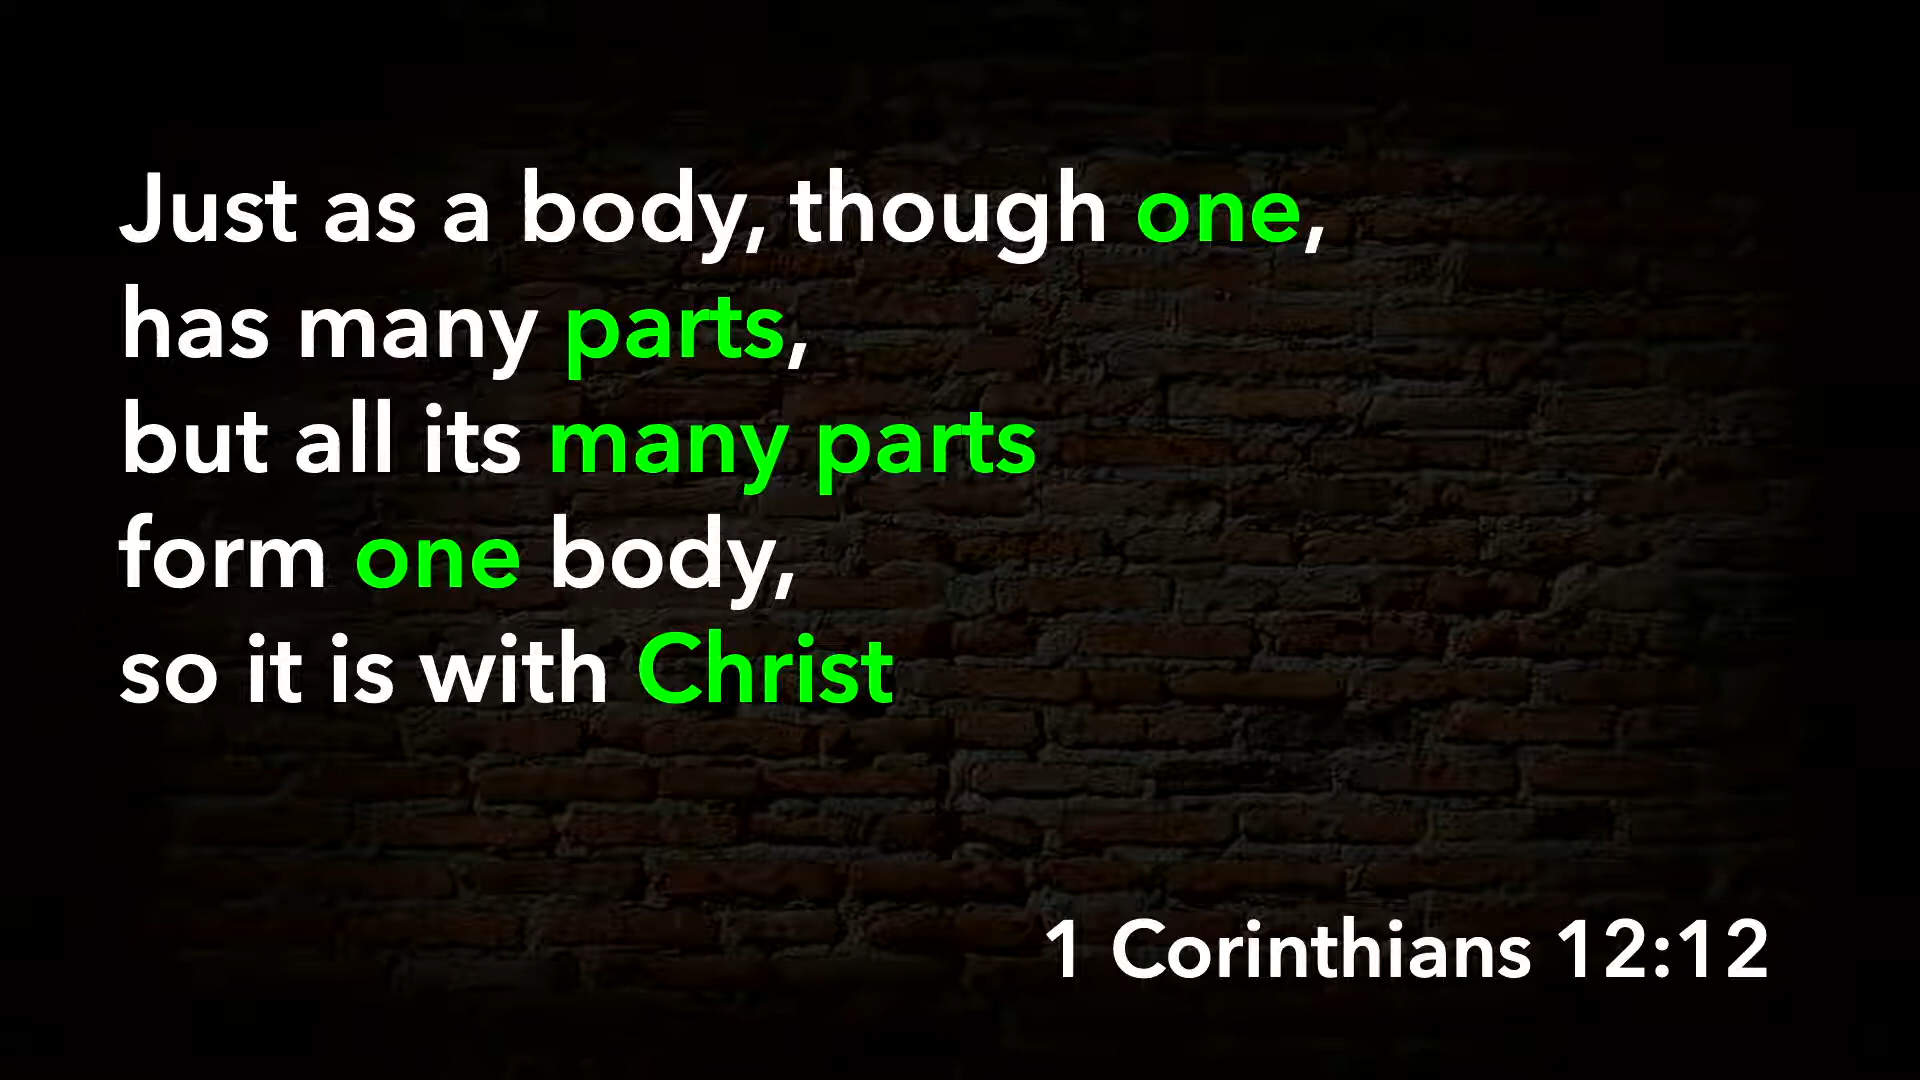 Just as a body, though one,
has many parts,
but all its many parts
form one body,
so it is with Christ
1 Corinthians 12:12